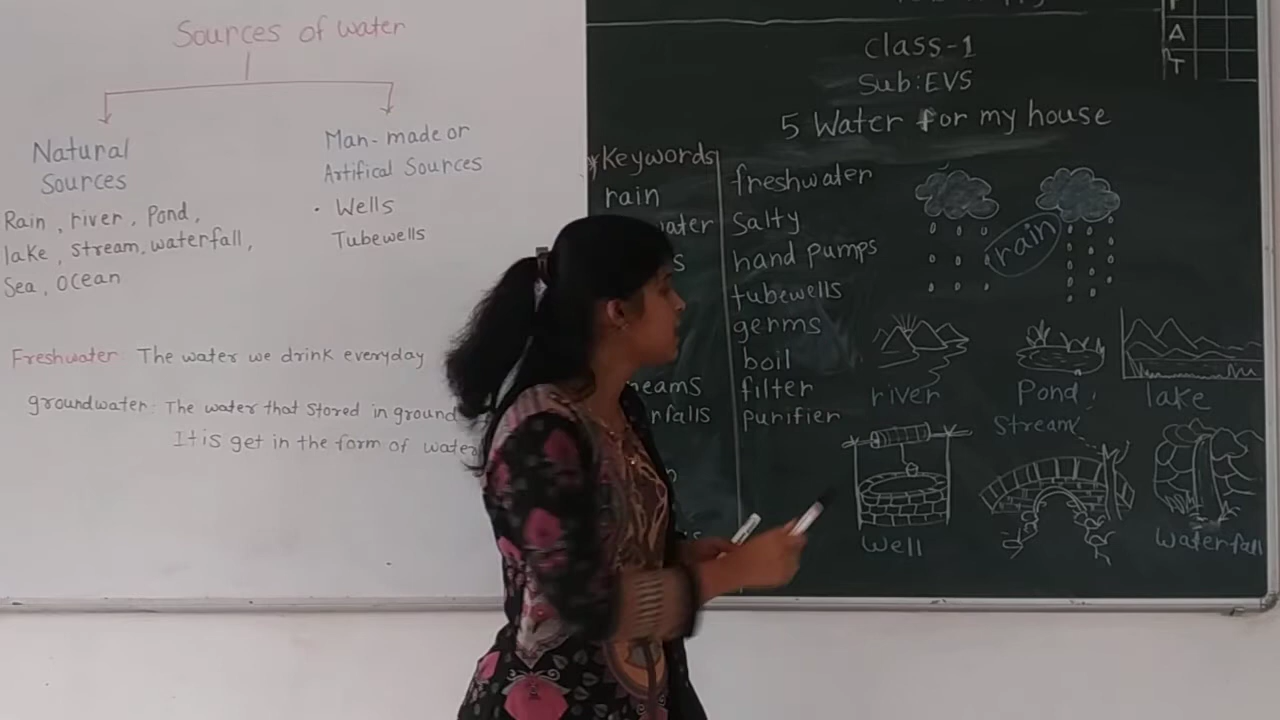 Sources of water
Natural
Sources
Rain, river, Pond,
lake, stream, waterfall,
Sea, ocean
Man-made or
Artifical Sources
• Wells
Tubewells
Freshwater: The water we drink everyday
groundwater: The water that stored in ground
It is get in the form of water
Class-1
Sub: EVS
5 Water for my house
*Keywords
rain
freshwater
salty
hand pumps
tubewells
germs
boil
filter
purifier
rain
river
Pond
lake
Stream
Well
Waterfall
A
T